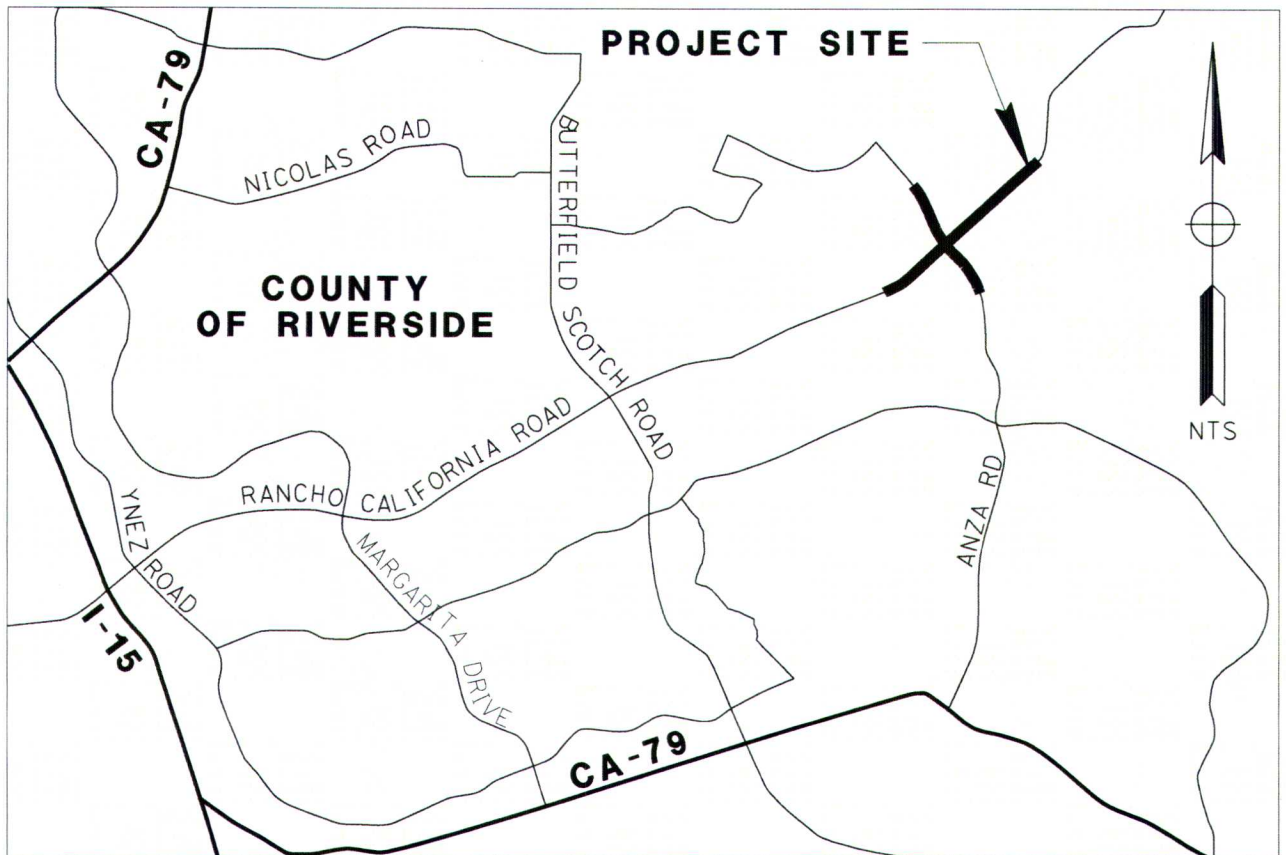 PROJECT SITE
CA-79
NICOLAS ROAD
BUTTERFIELD SCOTCH ROAD
COUNTY
OF RIVERSIDE
NTS
RANCHO CALIFORNIA ROAD
YNEZ ROAD
MARGARITA DRIVE
ANZA RD
I-15
CA-79